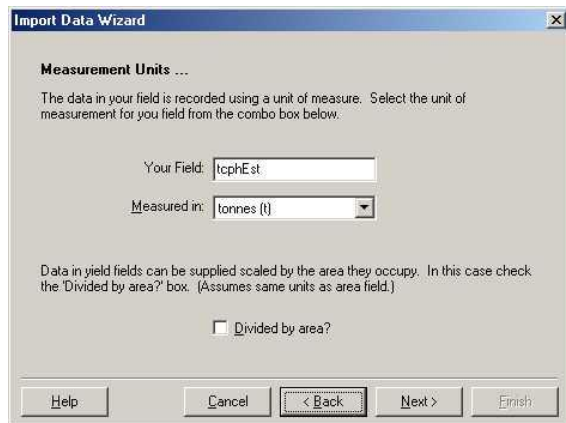 Import Data Wizard
Measurement Units ...
The data in your field is recorded using a unit of measure. Select the unit of
measurement for you field from the combo box below.
Your Field: tcphEst
Measured in: tonnes (t)
Data in yield fields can be supplied scaled by the area they occupy. In this case check
the 'Divided by area?' box. (Assumes same units as area field.)
Divided by area?
Help Cancel < Back Next > Finish